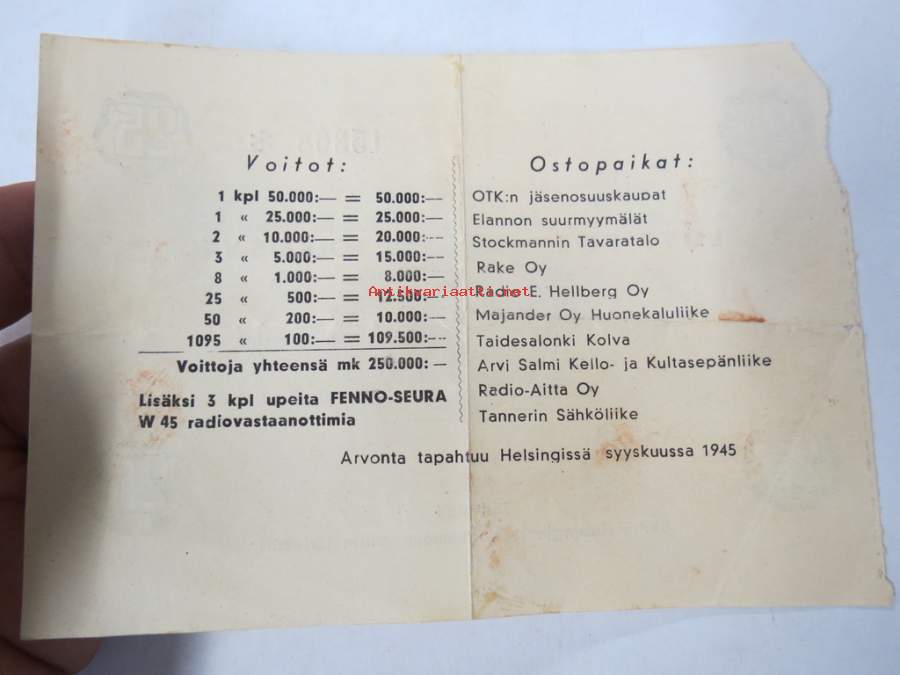 Voitot:
1 kpl 50.000:— = 50.000:—
1 « 25.000:— = 25.000:—
2 « 10.000:— = 20.000:—
3 « 5.000:— = 15.000:—
8 « 1.000:— = 8.000:—
25 « 500:— = 12.500:—
50 « 200:— = 10.000:—
1095 « 100:— = 109.500:—
Voittoja yhteensä mk 250.000:—
Lisäksi 3 kpl upeita FENNO-SEURA
W 45 radiovastaanottimia
Ostopaikat:
OTK:n jäsenosuuskaupat
Elannon suurmyymälät
Stockmannin Tavaratalo
Rake Oy
Radio E. Hellberg Oy
Majander Oy Huonekaluliike
Taidesalonki Kolva
Arvi Salmi Kello- ja Kultasepänliike
Radio-Aitta Oy
Tannerin Sähköliike
Arvonta tapahtuu Helsingissä syyskuussa 1945
Antikvariaatti.net